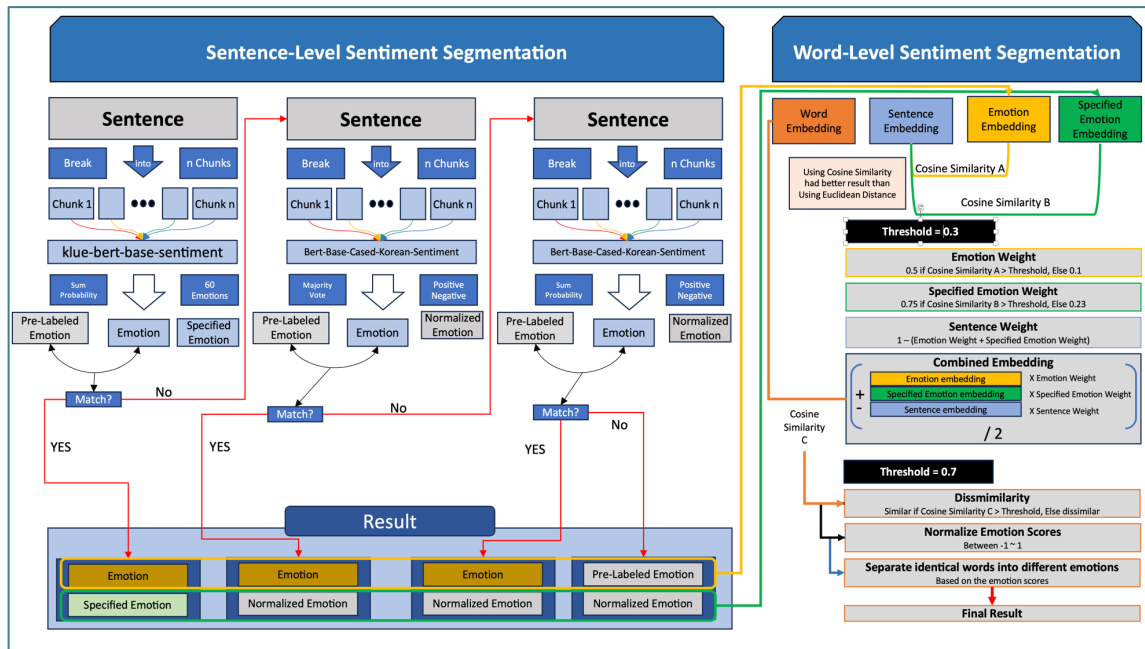 Sentence-Level Sentiment Segmentation
Sentence
Break
into
n Chunks
Chunk 1
Chunk n
klue-bert-base-sentiment
Sum
Probability
60
Emotions
Pre-Labeled
Emotion
Emotion
Specified
Emotion
Match?
No
YES
Sentence
Break
into
n Chunks
Chunk 1
Chunk n
Bert-Base-Cased-Korean-Sentiment
Majority
Vote
Positive
Negative
Pre-Labeled
Emotion
Emotion
Normalized
Emotion
Match?
No
YES
Sentence
Break
into
n Chunks
Chunk 1
Chunk n
Bert-Base-Cased-Korean-Sentiment
Sum
Probability
Positive
Negative
Pre-Labeled
Emotion
Emotion
Normalized
Emotion
Match?
No
YES
Result
Emotion
Emotion
Emotion
Pre-Labeled Emotion
Specified Emotion
Normalized Emotion
Normalized Emotion
Normalized Emotion
Word-Level Sentiment Segmentation
Word
Embedding
Sentence
Embedding
Emotion
Embedding
Specified
Emotion
Embedding
Using Cosine Similarity
had better result than
Using Euclidean Distance
Cosine Similarity A
Cosine Similarity B
Threshold = 0.3
Emotion Weight
0.5 if Cosine Similarity A > Threshold, Else 0.1
Specified Emotion Weight
0.75 if Cosine Similarity B > Threshold, Else 0.23
Sentence Weight
1 – (Emotion Weight + Specified Emotion Weight)
Combined Embedding
Emotion embedding
X Emotion Weight
+
Specified Emotion embedding
X Specified Emotion Weight
-
Sentence embedding
X Sentence Weight
/ 2
Cosine
Similarity
C
Threshold = 0.7
Dissmimilarity
Similar if Cosine Similarity C > Threshold, Else dissimilar
Normalize Emotion Scores
Between -1 ~ 1
Separate identical words into different emotions
Based on the emotion scores
Final Result